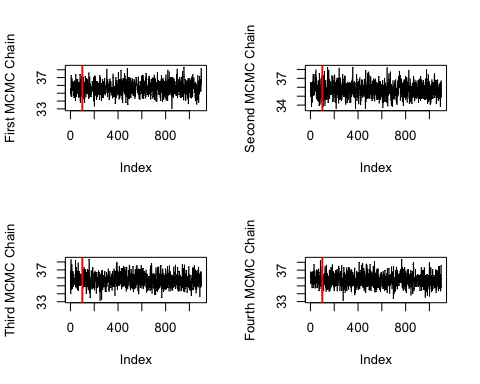 First MCMC Chain
37
33
0
400
800
Index
Second MCMC Chain
37
34
0
400
800
Index
Third MCMC Chain
37
33
0
400
800
Index
Fourth MCMC Chain
37
33
0
400
800
Index